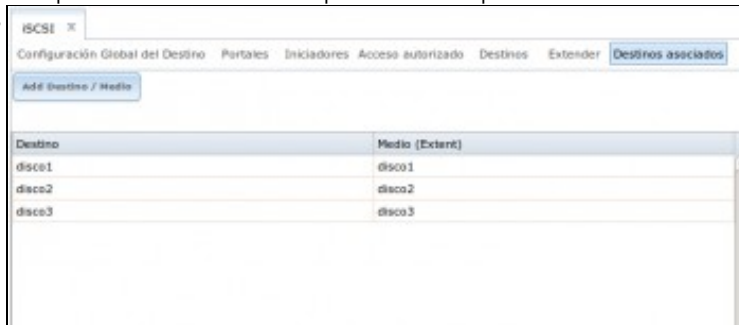 iSCSI ×
Configuración Global del Destino Portales Iniciadores Acceso autorizado Destinos Extender Destinos asociados
Add Destino / Medio
Destino Medio (Extent)
disco1 disco1
disco2 disco2
disco3 disco3